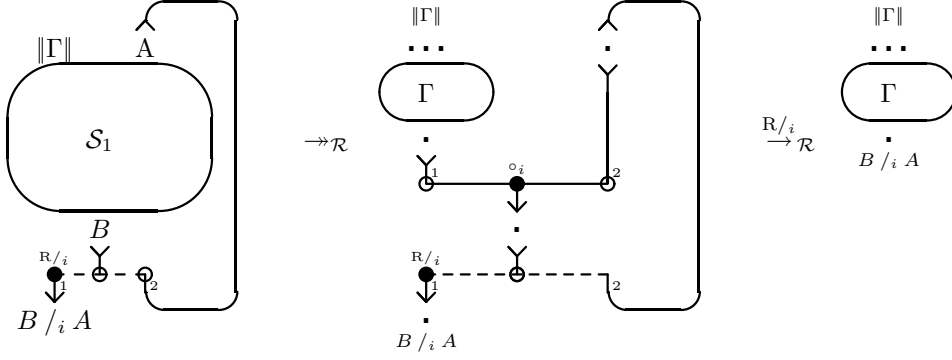 ‖Γ‖ A
𝒮₁
B
R/ᵢ
1 2
B /ᵢ A
↠ ℛ
‖Γ‖
Γ
1 ∘ᵢ 2
R/ᵢ
1 2
B /ᵢ A
R/ᵢ
→ ℛ
‖Γ‖
Γ
B /ᵢ A